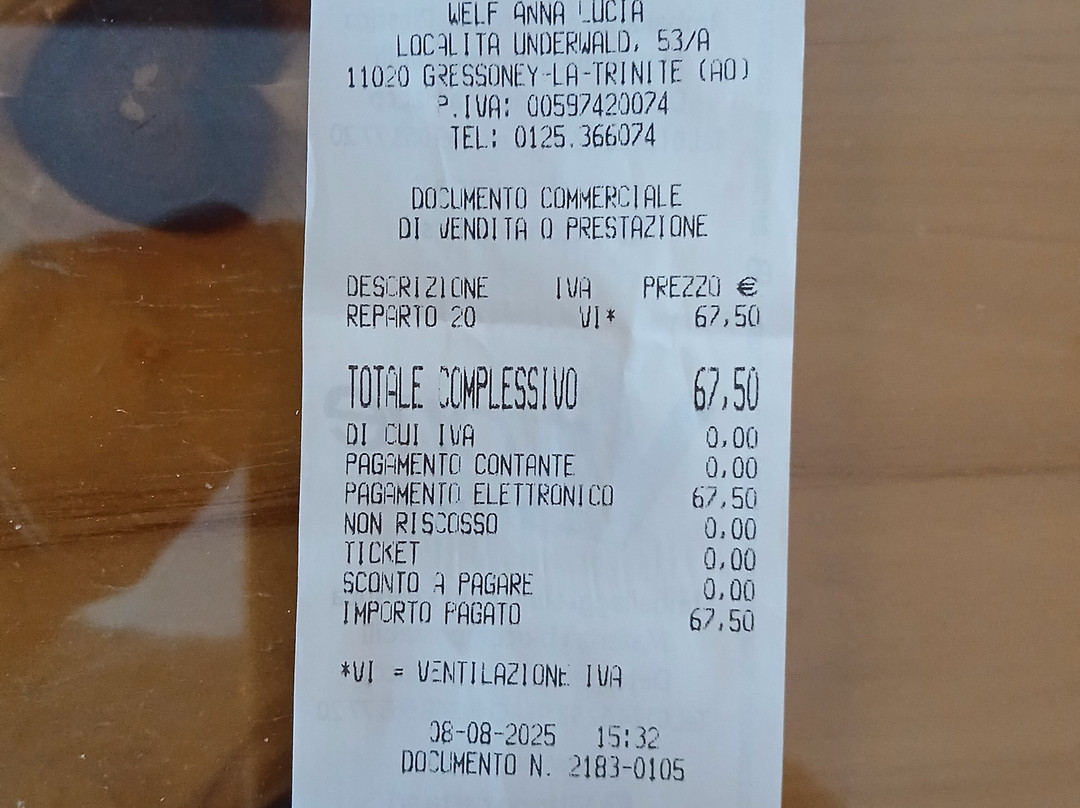 WELF ANNA LUCIA
LOCALITA UNDERWALD, 53/A
11020 GRESSONEY-LA-TRINITE (AO)
P.IVA: 00597420074
TEL: 0125.366074
DOCUMENTO COMMERCIALE
DI VENDITA O PRESTAZIONE
DESCRIZIONE IVA PREZZO €
REPARTO 20 VI* 67,50
TOTALE COMPLESSIVO 67,50
DI CUI IVA 0,00
PAGAMENTO CONTANTE 0,00
PAGAMENTO ELETTRONICO 67,50
NON RISCOSSO 0,00
TICKET 0,00
SCONTO A PAGARE 0,00
IMPORTO PAGATO 67,50
*VI = VENTILAZIONE IVA
08-08-2025 15:32
DOCUMENTO N. 2183-0105